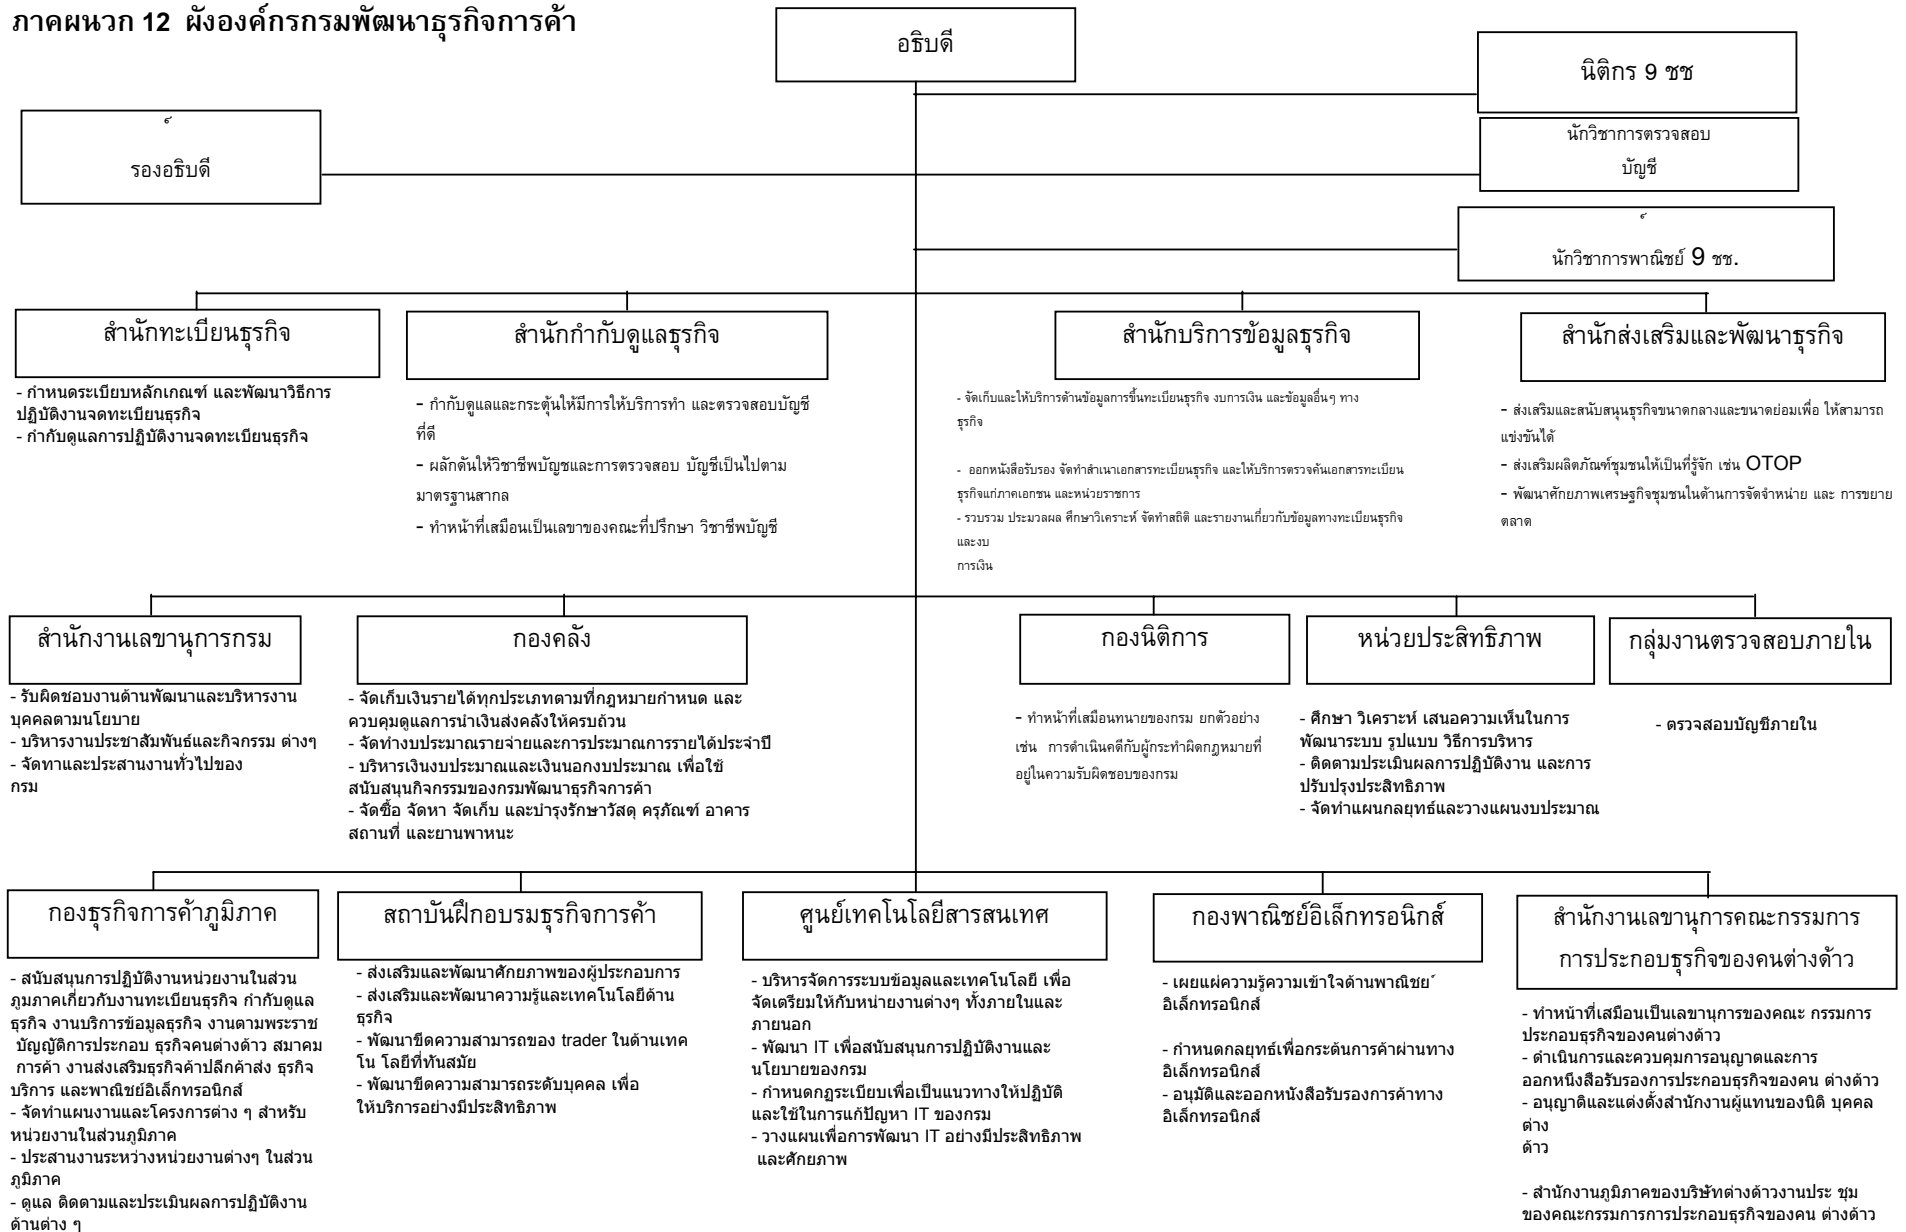 ภาคผนวก 12 ผังองค์กรกรมพัฒนาธุรกิจการค้า
อธิบดี
นิติกร 9 ชช
รองอธิบดี
นักวิชาการตรวจสอบ
บัญชี
นักวิชาการพาณิชย์ 9 ชช.
สำนักทะเบียนธุรกิจ
- กำหนดระเบียบหลักเกณฑ์ และพัฒนาวิธีการ
ปฏิบัติงานจดทะเบียนธุรกิจ
- กำกับดูแลการปฏิบัติงานจดทะเบียนธุรกิจ
สำนักกำกับดูแลธุรกิจ
- กำกับดูแลและกระตุ้นให้มีการให้บริการทำ และตรวจสอบบัญชี
ที่ดี
- ผลักดันให้วิชาชีพบัญชและการตรวจสอบ บัญชีเป็นไปตาม
มาตรฐานสากล
- ทำหน้าที่เสมือนเป็นเลขาของคณะที่ปรึกษา วิชาชีพบัญชี
สำนักบริการข้อมูลธุรกิจ
- จัดเก็บและให้บริการด้านข้อมูลการขึ้นทะเบียนธุรกิจ งบการเงิน และข้อมูลอื่นๆ ทาง
ธุรกิจ
- ออกหนังสือรับรอง จัดทำสำเนาเอกสารทะเบียนธุรกิจ และให้บริการตรวจค้นเอกสารทะเบียน
ธุรกิจแก่ภาคเอกชน และหน่วยราชการ
- รวบรวม ประมวลผล ศึกษาวิเคราะห์ จัดทำสถิติ และรายงานเกี่ยวกับข้อมูลทางทะเบียนธุรกิจ
และงบ
การเงิน
สำนักส่งเสริมและพัฒนาธุรกิจ
- ส่งเสริมและสนับสนุนธุรกิจขนาดกลางและขนาดย่อมเพื่อ ให้สามารถ
แข่งขันได้
- ส่งเสริมผลิตภัณฑ์ชุมชนให้เป็นที่รู้จัก เช่น OTOP
- พัฒนาศักยภาพเศรษฐกิจชุมชนในด้านการจัดจำหน่าย และ การขยาย
ตลาด
สำนักงานเลขานุการกรม
- รับผิดชอบงานด้านพัฒนาและบริหารงาน
บุคคลตามนโยบาย
- บริหารงานประชาสัมพันธ์และกิจกรรม ต่างๆ
- จัดทาและประสานงานทั่วไปของ
กรม
กองคลัง
- จัดเก็บเงินรายได้ทุกประเภทตามที่กฎหมายกำหนด และ
ควบคุมดูแลการนำเงินส่งคลังให้ครบถ้วน
- จัดทำงบประมาณรายจ่ายและการประมาณการรายได้ประจำปี
- บริหารเงินงบประมาณและเงินนอกงบประมาณ เพื่อใช้
สนับสนุนกิจกรรมของกรมพัฒนาธุรกิจการค้า
- จัดซื้อ จัดหา จัดเก็บ และบำรุงรักษาวัสดุ ครุภัณฑ์ อาคาร
สถานที่ และยานพาหนะ
กองนิติการ
- ทำหน้าที่เสมือนทนายของกรม ยกตัวอย่าง
เช่น การดำเนินคดีกับผู้กระทำผิดกฎหมายที่
อยู่ในความรับผิดชอบของกรม
หน่วยประสิทธิภาพ
- ศึกษา วิเคราะห์ เสนอความเห็นในการ
พัฒนาระบบ รูปแบบ วิธีการบริหาร
- ติดตามประเมินผลการปฏิบัติงาน และการ
ปรับปรุงประสิทธิภาพ
- จัดทำแผนกลยุทธ์และวางแผนงบประมาณ
กลุ่มงานตรวจสอบภายใน
- ตรวจสอบบัญชีภายใน
กองธุรกิจการค้าภูมิภาค
- สนับสนุนการปฏิบัติงานหน่วยงานในส่วน
ภูมภาคเกี่ยวกับงานทะเบียนธุรกิจ กำกับดูแล
ธุรกิจ งานบริการข้อมูลธุรกิจ งานตามพระราช
บัญญัติการประกอบ ธุรกิจคนต่างด้าว สมาคม
การค้า งานส่งเสริมธุรกิจค้าปลีกค้าส่ง ธุรกิจ
บริการ และพาณิชย์อิเล็กทรอนิกส์
- จัดทำแผนงานและโครงการต่าง ๆ สำหรับ
หน่วยงานในส่วนภูมิภาค
- ประสานงานระหว่างหน่วยงานต่างๆ ในส่วน
ภูมิภาค
- ดูแล ติดตามและประเมินผลการปฏิบัติงาน
ด้านต่าง ๆ
สถาบันฝึกอบรมธุรกิจการค้า
- ส่งเสริมและพัฒนาศักยภาพของผู้ประกอบการ
- ส่งเสริมและพัฒนาความรู้และเทคโนโลยีด้าน
ธุรกิจ
- พัฒนาขีดความสามารถของ trader ในด้านเทค
โน โลยีที่ทันสมัย
- พัฒนาขีดความสามารถระดับบุคคล เพื่อ
ให้บริการอย่างมีประสิทธิภาพ
ศูนย์เทคโนโลยีสารสนเทศ
- บริหารจัดการระบบข้อมูลและเทคโนโลยี เพื่อ
จัดเตรียมให้กับหน่ายงานต่างๆ ทั้งภายในและ
ภายนอก
- พัฒนา IT เพื่อสนับสนุนการปฏิบัติงานและ
นโยบายของกรม
- กำหนดกฎระเบียบเพื่อเป็นแนวทางให้ปฏิบัติ
และใช้ในการแก้ปัญหา IT ของกรม
- วางแผนเพื่อการพัฒนา IT อย่างมีประสิทธิภาพ
และศักยภาพ
กองพาณิชย์อิเล็กทรอนิกส์
- เผยแผ่ความรู้ความเข้าใจด้านพาณิชย์
อิเล็กทรอนิกส์
- กำหนดกลยุทธ์เพื่อกระต้นการค้าผ่านทาง
อิเล็กทรอนิกส์
- อนุมัติและออกหนังสือรับรองการค้าทาง
อิเล็กทรอนิกส์
สำนักงานเลขานุการคณะกรรมการ
การประกอบธุรกิจของคนต่างด้าว
- ทำหน้าที่เสมือนเป็นเลขานุการของคณะ กรรมการ
ประกอบธุรกิจของคนต่างด้าว
- ดำเนินการและควบคุมการอนุญาตและการ
ออกหนึงสือรับรองการประกอบธุรกิจของคน ต่างด้าว
- อนุญาติและแต่งตั้งสำนักงานผู้แทนของนิติ บุคคล
ต่าง
ด้าว
- สำนักงานภูมิภาคของบริษัทต่างด้าวงานประ ชุม
ของคณะกรรมการการประกอบธุรกิจของคน ต่างด้าว